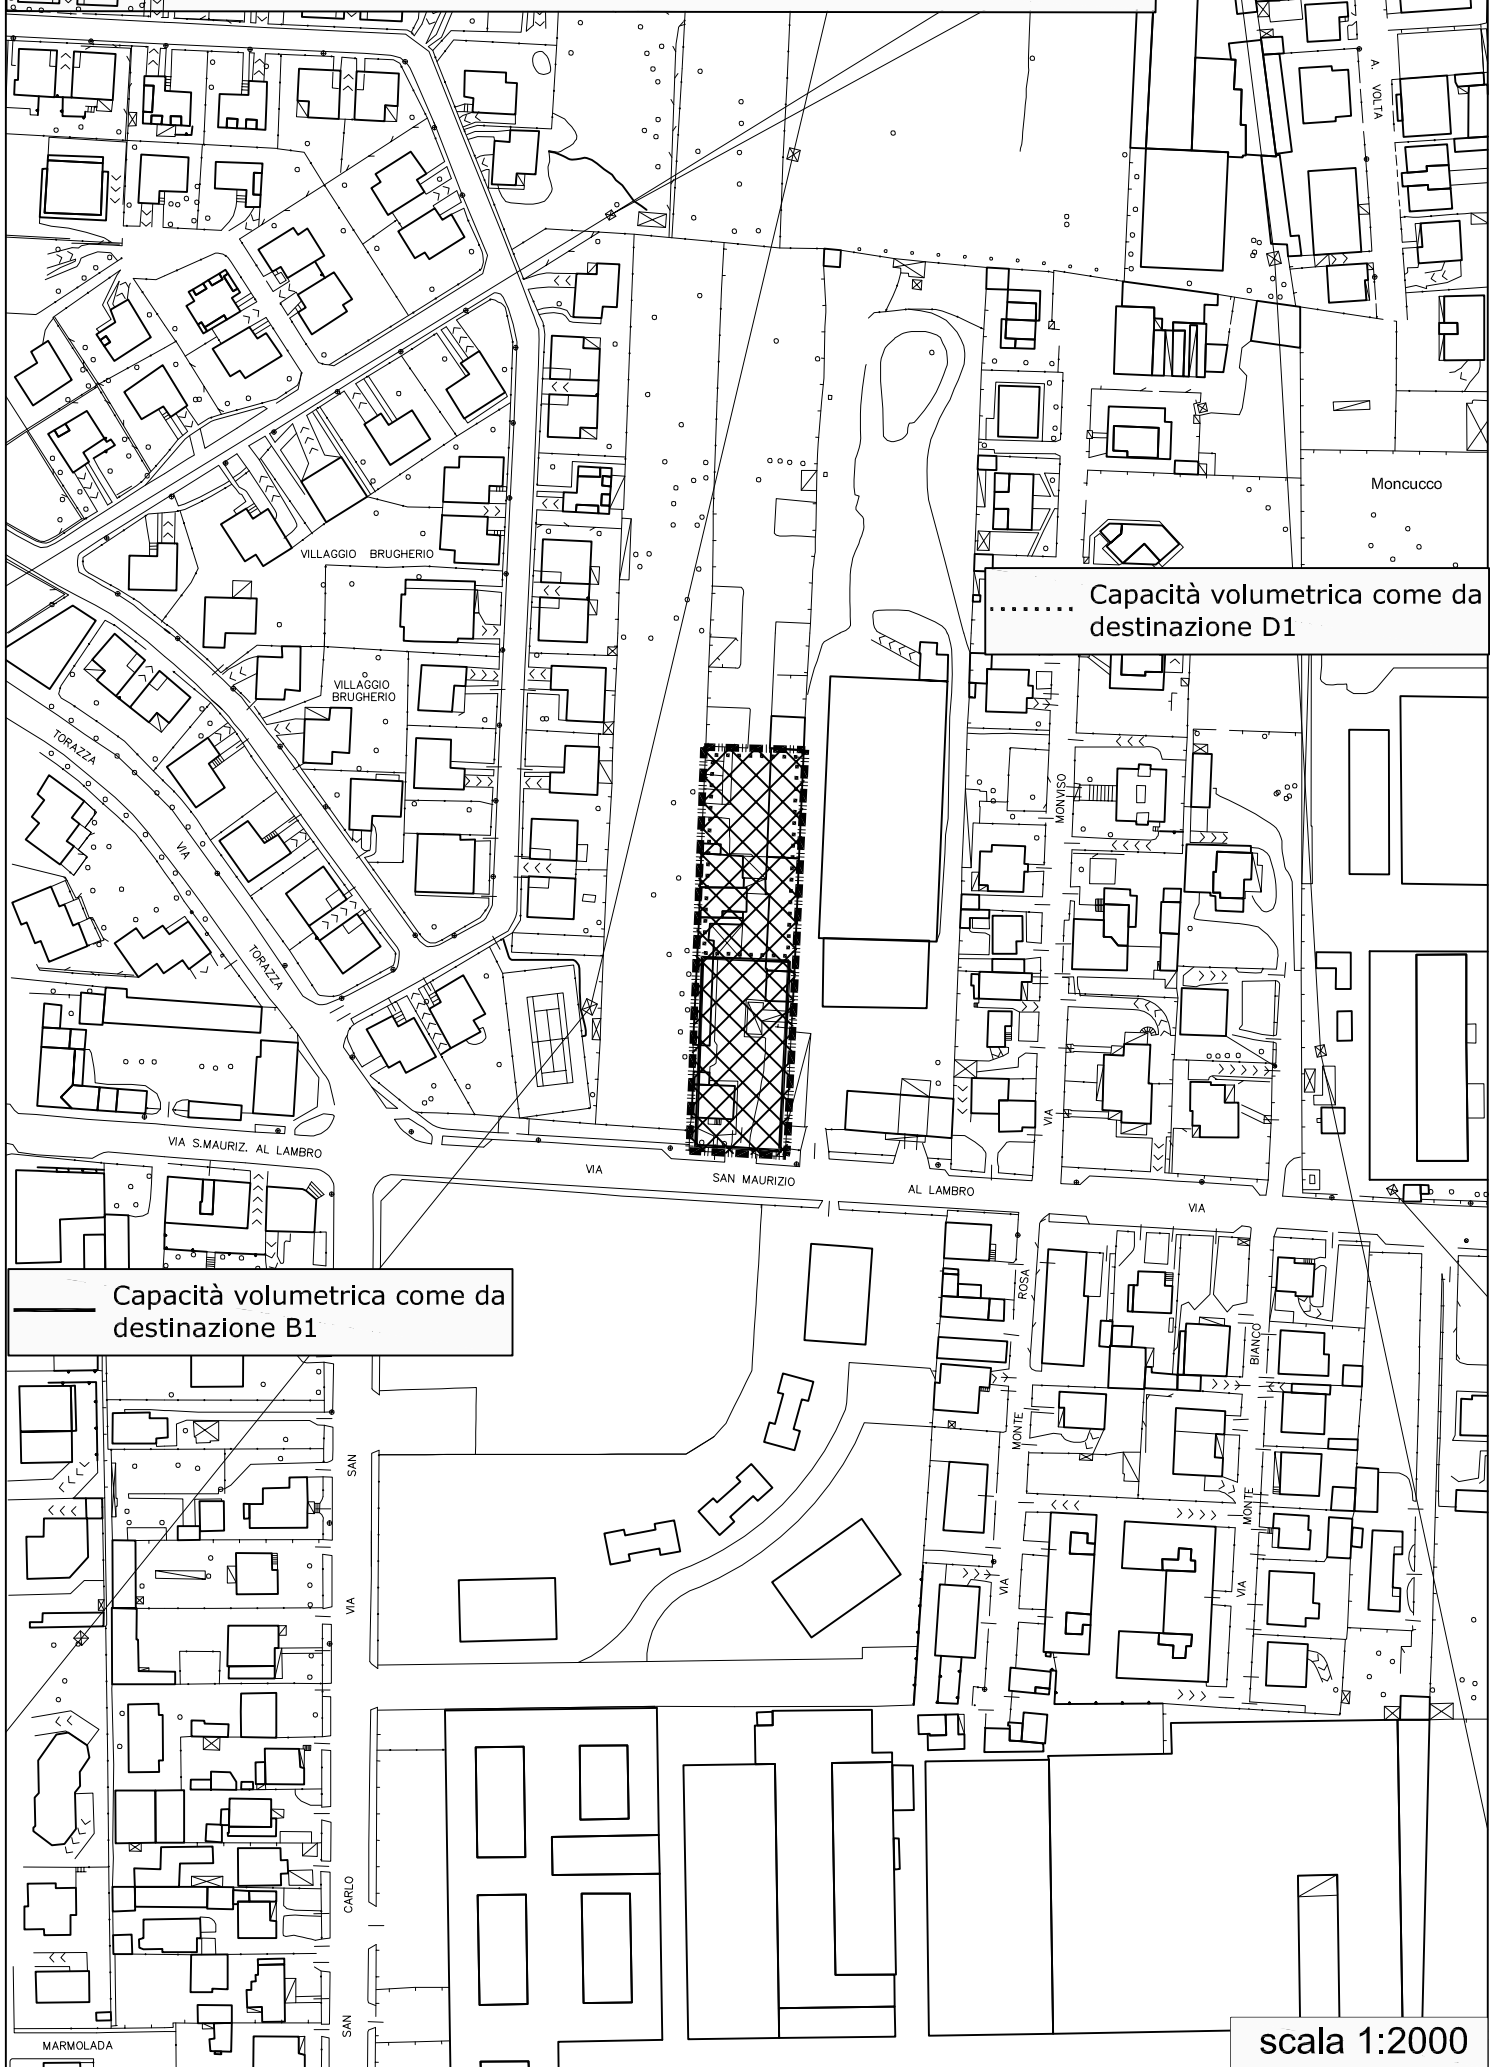 A. VOLTA
Moncucco
VILLAGGIO BRUGHERIO
Capacità volumetrica come da
destinazione D1
VILLAGGIO
BRUGHERIO
TORAZZA
VIA
TORAZZA
MONVISO
VIA
VIA S.MAURIZ. AL LAMBRO
VIA
SAN MAURIZIO
AL LAMBRO
VIA
Capacità volumetrica come da
destinazione B1
ROSA
BIANCO
MONTE
SAN
MONTE
VIA
VIA
VIA
CARLO
SAN
MARMOLADA
scala 1:2000